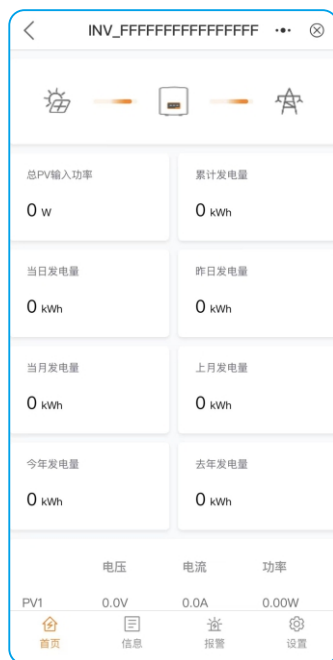 INV_FFFFFFFFFFFFFFFF
总PV输入功率
累计发电量
0 W
0 kWh
当日发电量
昨日发电量
0 kWh
0 kWh
当月发电量
上月发电量
0 kWh
0 kWh
今年发电量
去年发电量
0 kWh
0 kWh
电压 电流 功率
PV1 0.0V 0.0A 0.00W
首页 信息 报警 设置